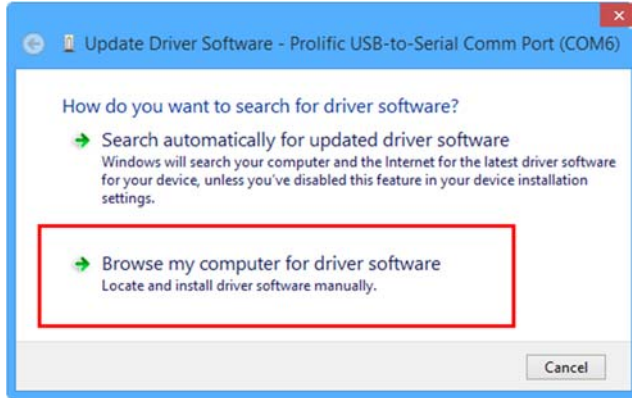 Update Driver Software - Prolific USB-to-Serial Comm Port (COM6)
How do you want to search for driver software?
Search automatically for updated driver software
Windows will search your computer and the Internet for the latest driver software
for your device, unless you've disabled this feature in your device installation
settings.
Browse my computer for driver software
Locate and install driver software manually.
Cancel